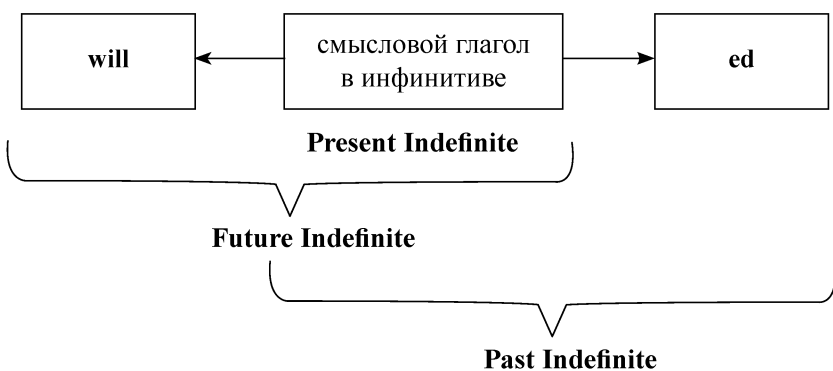 will
смысловой глагол
в инфинитиве
ed
Present Indefinite
Future Indefinite
Past Indefinite